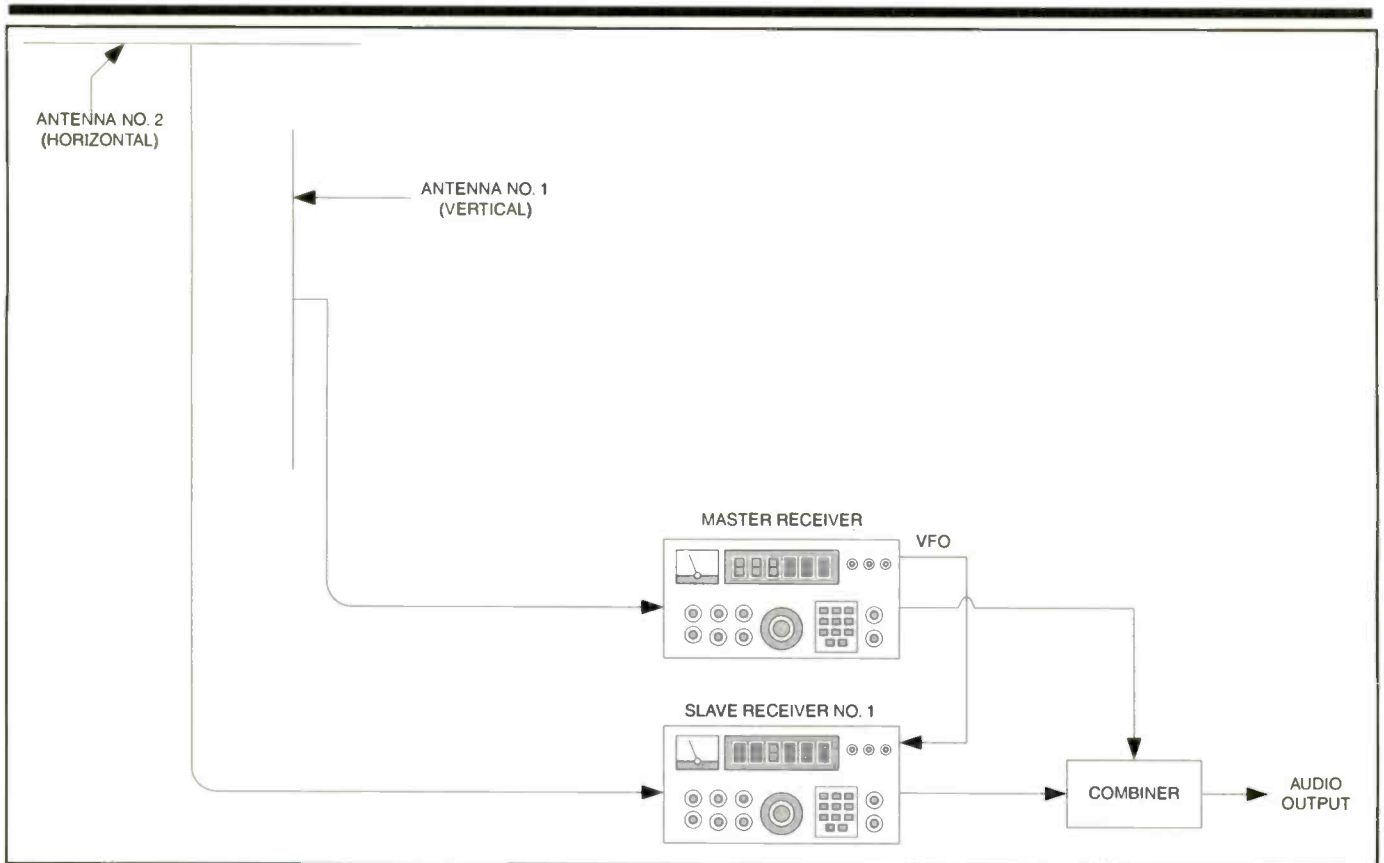 ANTENNA NO. 2
(HORIZONTAL)
ANTENNA NO. 1
(VERTICAL)
MASTER RECEIVER
VFO
SLAVE RECEIVER NO. 1
COMBINER
AUDIO
OUTPUT